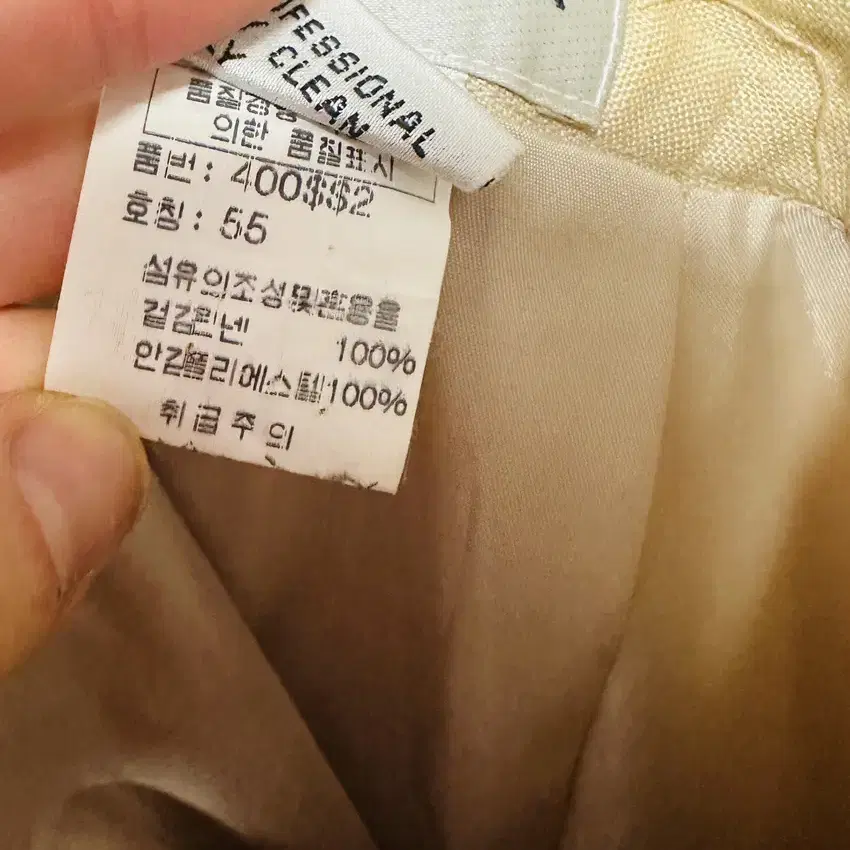 PROFESSIONAL
DRY CLEAN
의한 품질표시
품번: 400$$2
호칭: 55
섬유의조성및혼용율
겉감린넨 100%
안감폴리에스텔100%
취급주의